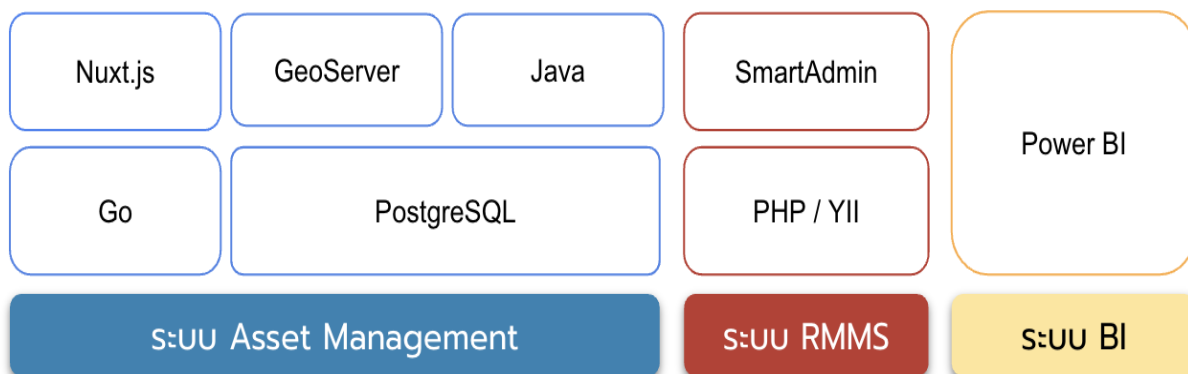 Nuxt.js
GeoServer
Java
SmartAdmin
Power BI
Go
PostgreSQL
PHP / YII
ระบบ Asset Management
ระบบ RMMS
ระบบ BI